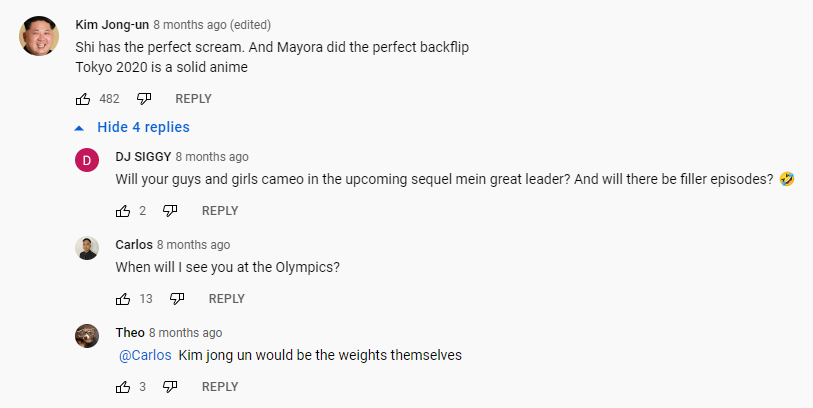 Kim Jong-un 8 months ago (edited)
Shi has the perfect scream. And Mayora did the perfect backflip
Tokyo 2020 is a solid anime
482 REPLY
Hide 4 replies
D
DJ SIGGY 8 months ago
Will your guys and girls cameo in the upcoming sequel mein great leader? And will there be filler episodes? 🤣
2 REPLY
Carlos 8 months ago
When will I see you at the Olympics?
13 REPLY
Theo 8 months ago
@Carlos Kim jong un would be the weights themselves
3 REPLY